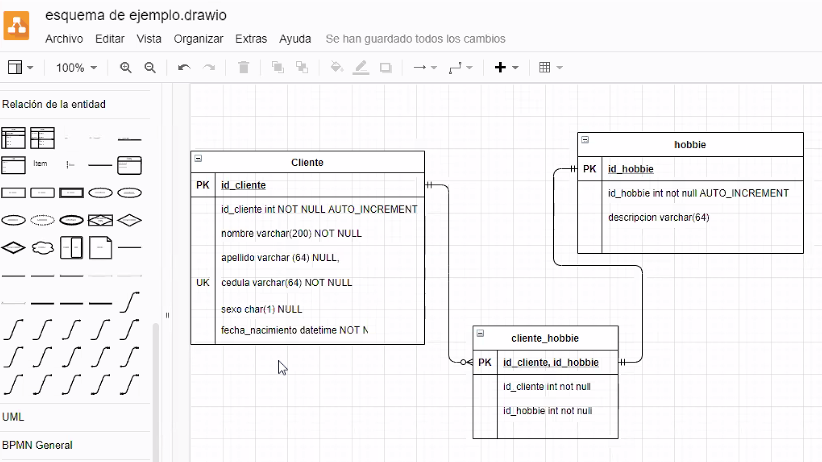 esquema de ejemplo.drawio
Archivo Editar Vista Organizar Extras Ayuda Se han guardado todos los cambios
100%
Relación de la entidad
Item
UML
BPMN General
Cliente
PK id_cliente
id_cliente int NOT NULL AUTO_INCREMENT
nombre varchar(200) NOT NULL
apellido varchar (64) NULL,
UK cedula varchar(64) NOT NULL
sexo char(1) NULL
fecha_nacimiento datetime NOT N
hobbie
PK id_hobbie
id_hobbie int not null AUTO_INCREMENT
descripcion varchar(64)
cliente_hobbie
PK id_cliente, id_hobbie
id_cliente int not null
id_hobbie int not null